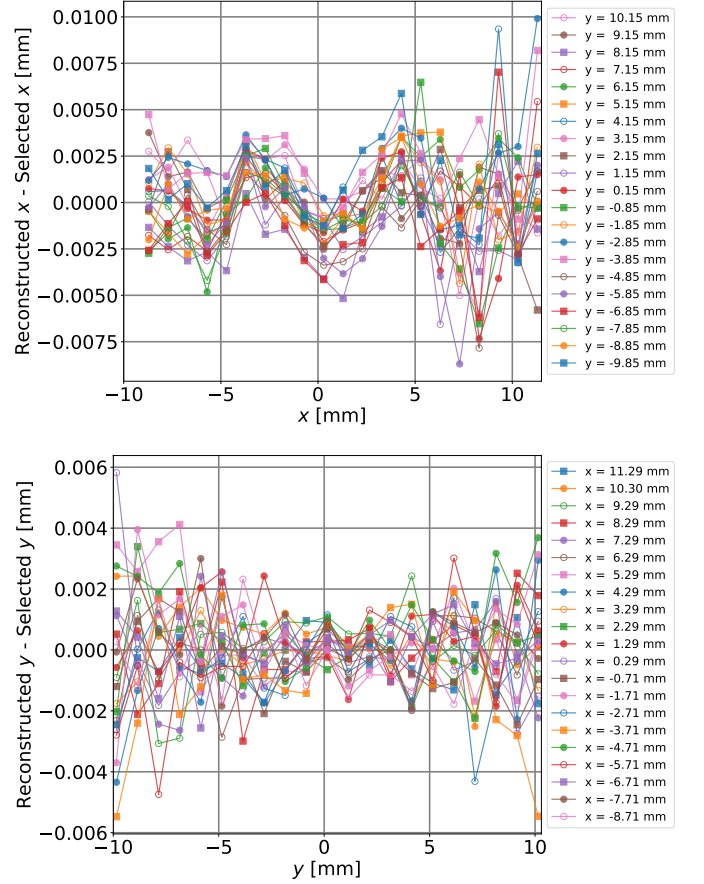 0.0100
0.0075
0.0050
0.0025
0.0000
−0.0025
−0.0050
−0.0075
Reconstructed x - Selected x [mm]
−10
−5
0
5
10
x [mm]
y = 10.15 mm
y = 9.15 mm
y = 8.15 mm
y = 7.15 mm
y = 6.15 mm
y = 5.15 mm
y = 4.15 mm
y = 3.15 mm
y = 2.15 mm
y = 1.15 mm
y = 0.15 mm
y = -0.85 mm
y = -1.85 mm
y = -2.85 mm
y = -3.85 mm
y = -4.85 mm
y = -5.85 mm
y = -6.85 mm
y = -7.85 mm
y = -8.85 mm
y = -9.85 mm
0.006
0.004
0.002
0.000
−0.002
−0.004
−0.006
Reconstructed y - Selected y [mm]
−10
−5
0
5
10
y [mm]
x = 11.29 mm
x = 10.30 mm
x = 9.29 mm
x = 8.29 mm
x = 7.29 mm
x = 6.29 mm
x = 5.29 mm
x = 4.29 mm
x = 3.29 mm
x = 2.29 mm
x = 1.29 mm
x = 0.29 mm
x = -0.71 mm
x = -1.71 mm
x = -2.71 mm
x = -3.71 mm
x = -4.71 mm
x = -5.71 mm
x = -6.71 mm
x = -7.71 mm
x = -8.71 mm